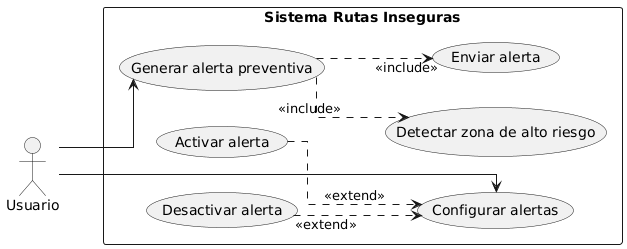 Sistema Rutas Inseguras
Generar alerta preventiva
Enviar alerta
«include»
«include»
Detectar zona de alto riesgo
Activar alerta
Usuario
«extend»
Desactivar alerta
Configurar alertas
«extend»